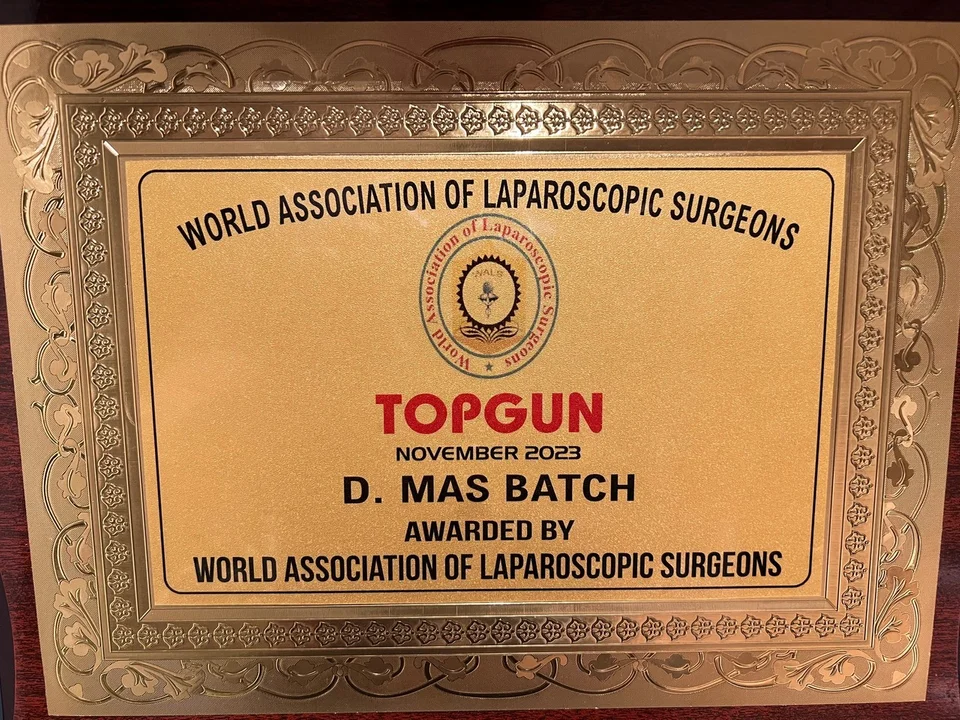 WORLD ASSOCIATION OF LAPAROSCOPIC SURGEONS
World Association of Laparoscopic Surgeons
WALS
TOPGUN
NOVEMBER 2023
D. MAS BATCH
AWARDED BY
WORLD ASSOCIATION OF LAPAROSCOPIC SURGEONS